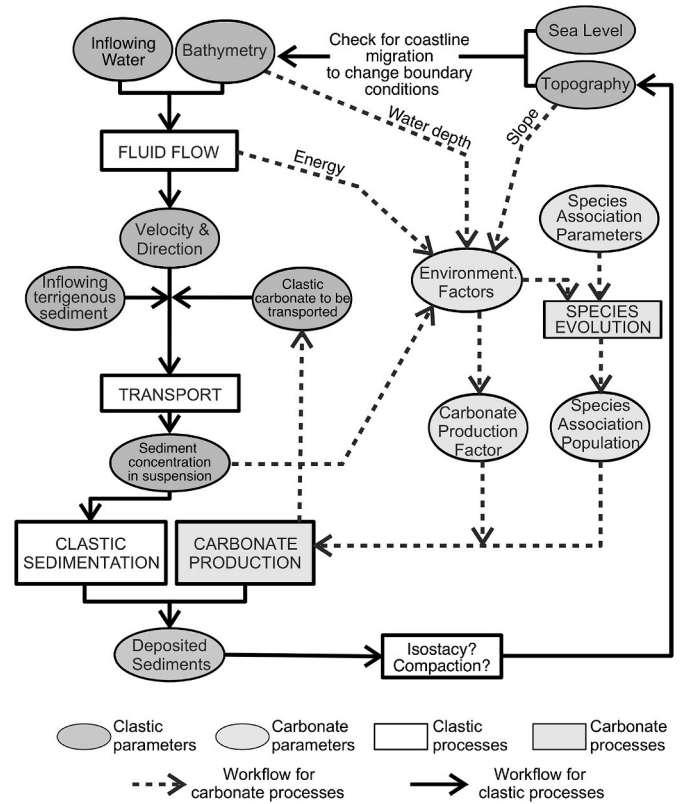 Inflowing
Water
Bathymetry
Check for coastline
migration
to change boundary
conditions
Sea Level
Topography
Water depth
Slope
FLUID FLOW
Energy
Velocity &
Direction
Species
Association
Parameters
Inflowing
terrigenous
sediment
Clastic
carbonate to be
transported
Environment.
Factors
SPECIES
EVOLUTION
TRANSPORT
Carbonate
Production
Factor
Species
Association
Population
Sediment
concentration
in suspension
CLASTIC
SEDIMENTATION
CARBONATE
PRODUCTION
Deposited
Sediments
Isostacy?
Compaction?
Clastic
parameters
Carbonate
parameters
Clastic
processes
Carbonate
processes
Workflow for
carbonate processes
Workflow for
clastic processes